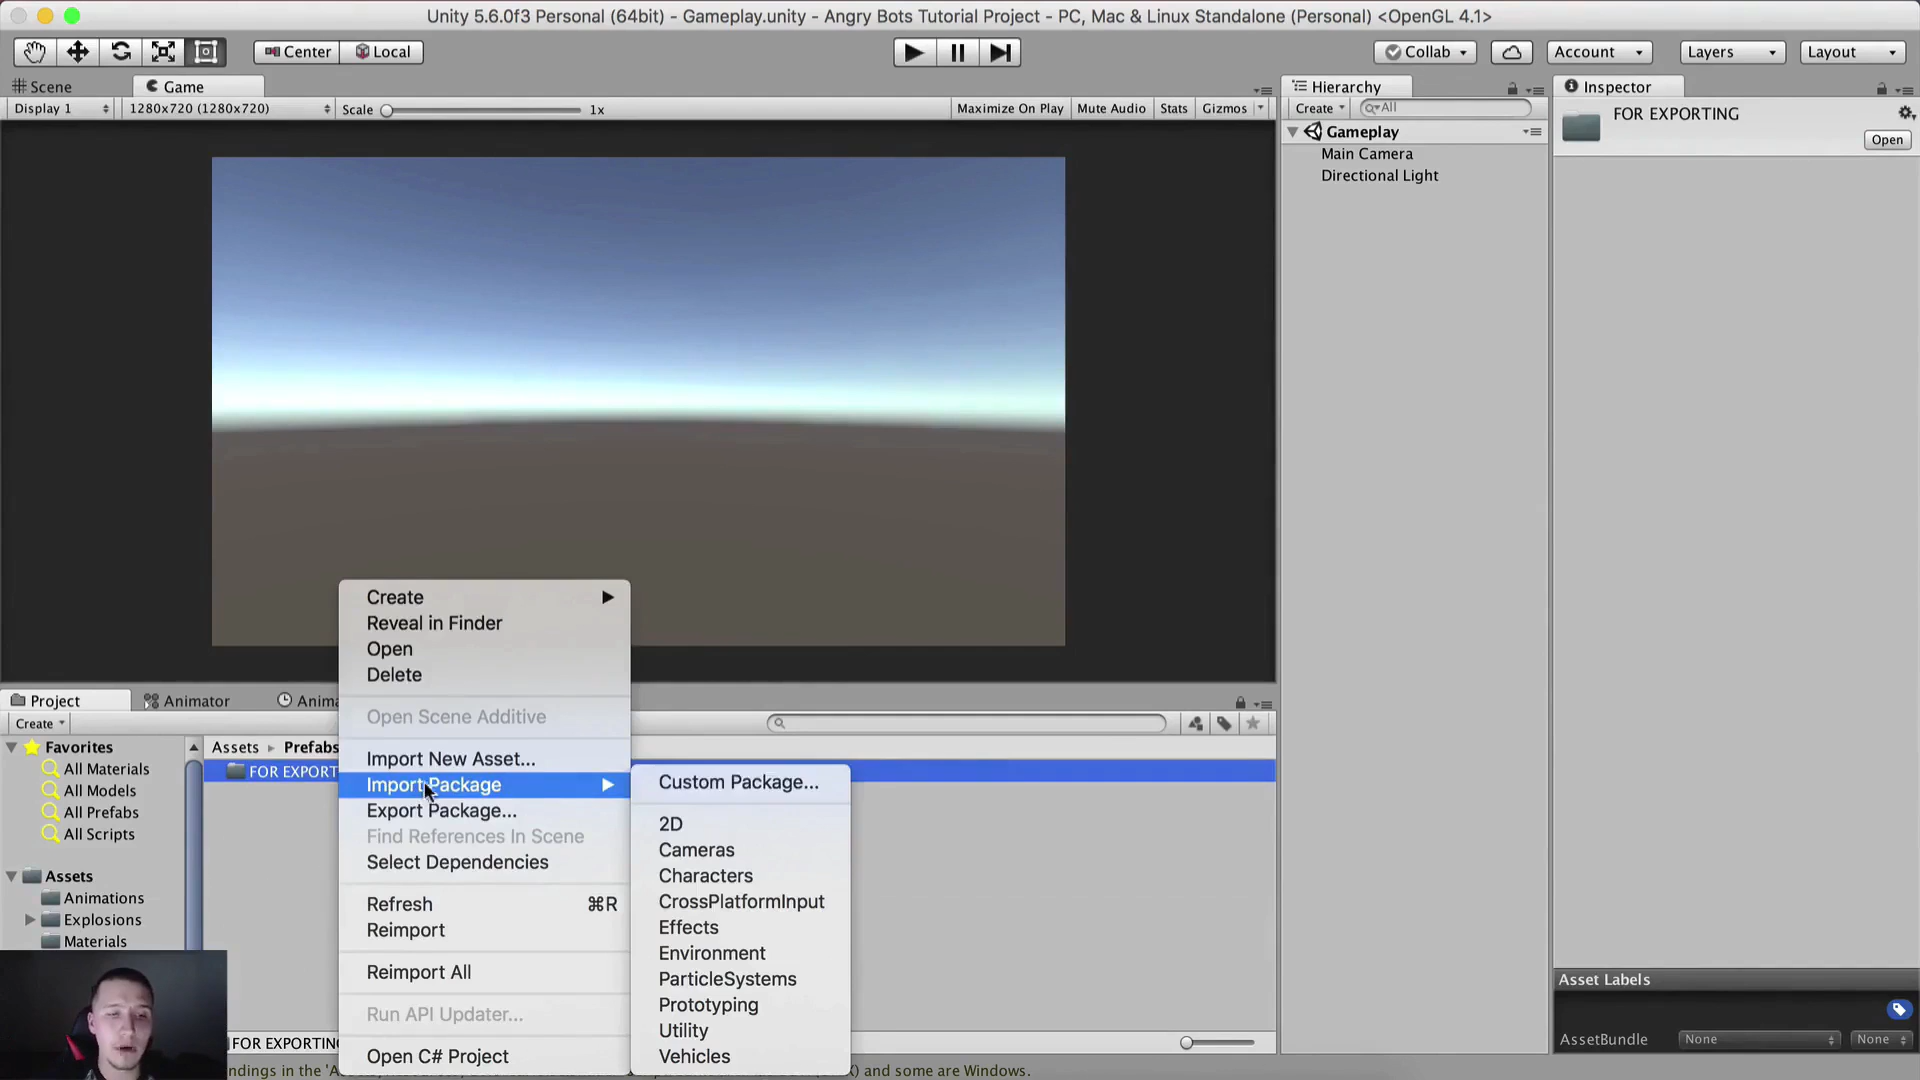 Unity 5.6.0f3 Personal (64bit) - Gameplay.unity - Angry Bots Tutorial Project - PC, Mac & Linux Standalone (Personal) <OpenGL 4.1>
Center Local Collab Account Layers Layout
Scene Game
Display 1 1280x720 (1280x720) Scale 1x Maximize On Play Mute Audio Stats Gizmos
Hierarchy
Create All
Gameplay
Main Camera
Directional Light
Inspector
FOR EXPORTING
Open
Project Animator
Create
Favorites
All Materials
All Models
All Prefabs
All Scripts
Assets
Animations
Explosions
Materials
Assets Prefabs
FOR EXPORT
Create
Reveal in Finder
Open
Delete
Open Scene Additive
Import New Asset...
Import Package
Export Package...
Find References In Scene
Select Dependencies
Refresh ⌘R
Reimport
Reimport All
Run API Updater...
Open C# Project
Custom Package...
2D
Cameras
Characters
CrossPlatformInput
Effects
Environment
ParticleSystems
Prototyping
Utility
Vehicles
FOR EXPORTING
ndings in the
and some are Windows.
Asset Labels
AssetBundle None None